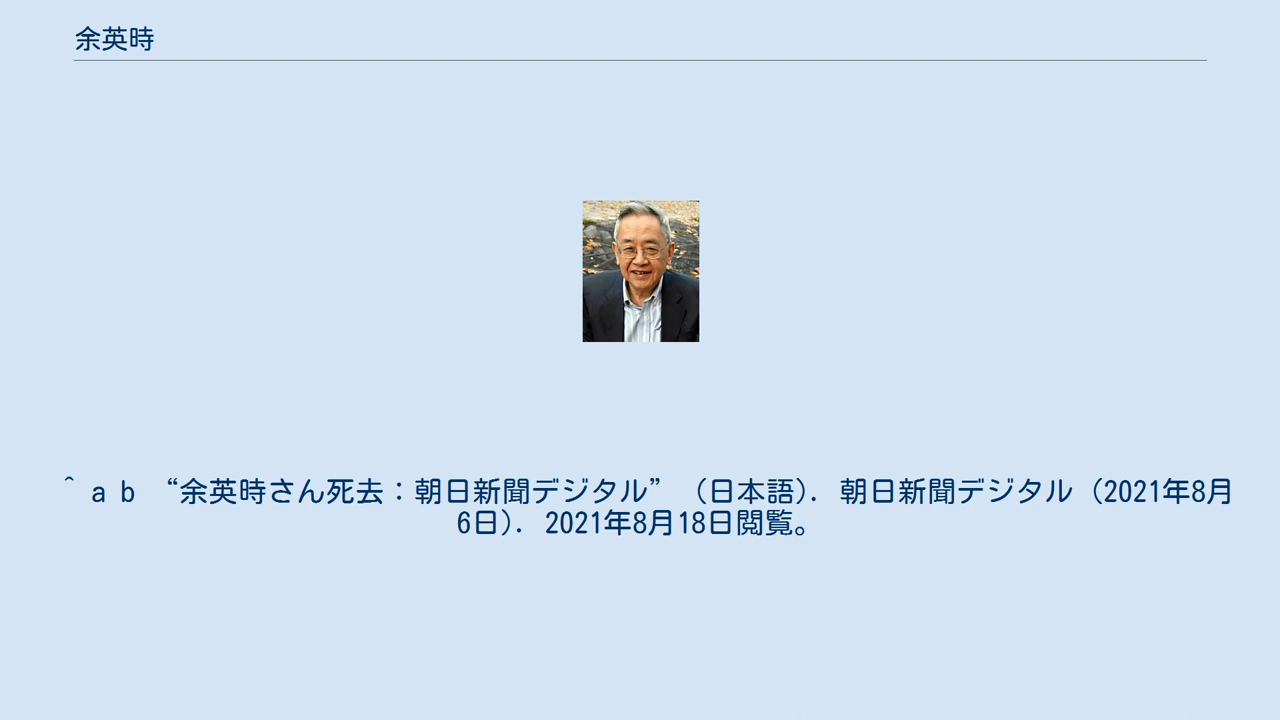 余英時
^ a b “余英時さん死去：朝日新聞デジタル” (日本語). 朝日新聞デジタル (2021年8月
6日). 2021年8月18日閲覧。